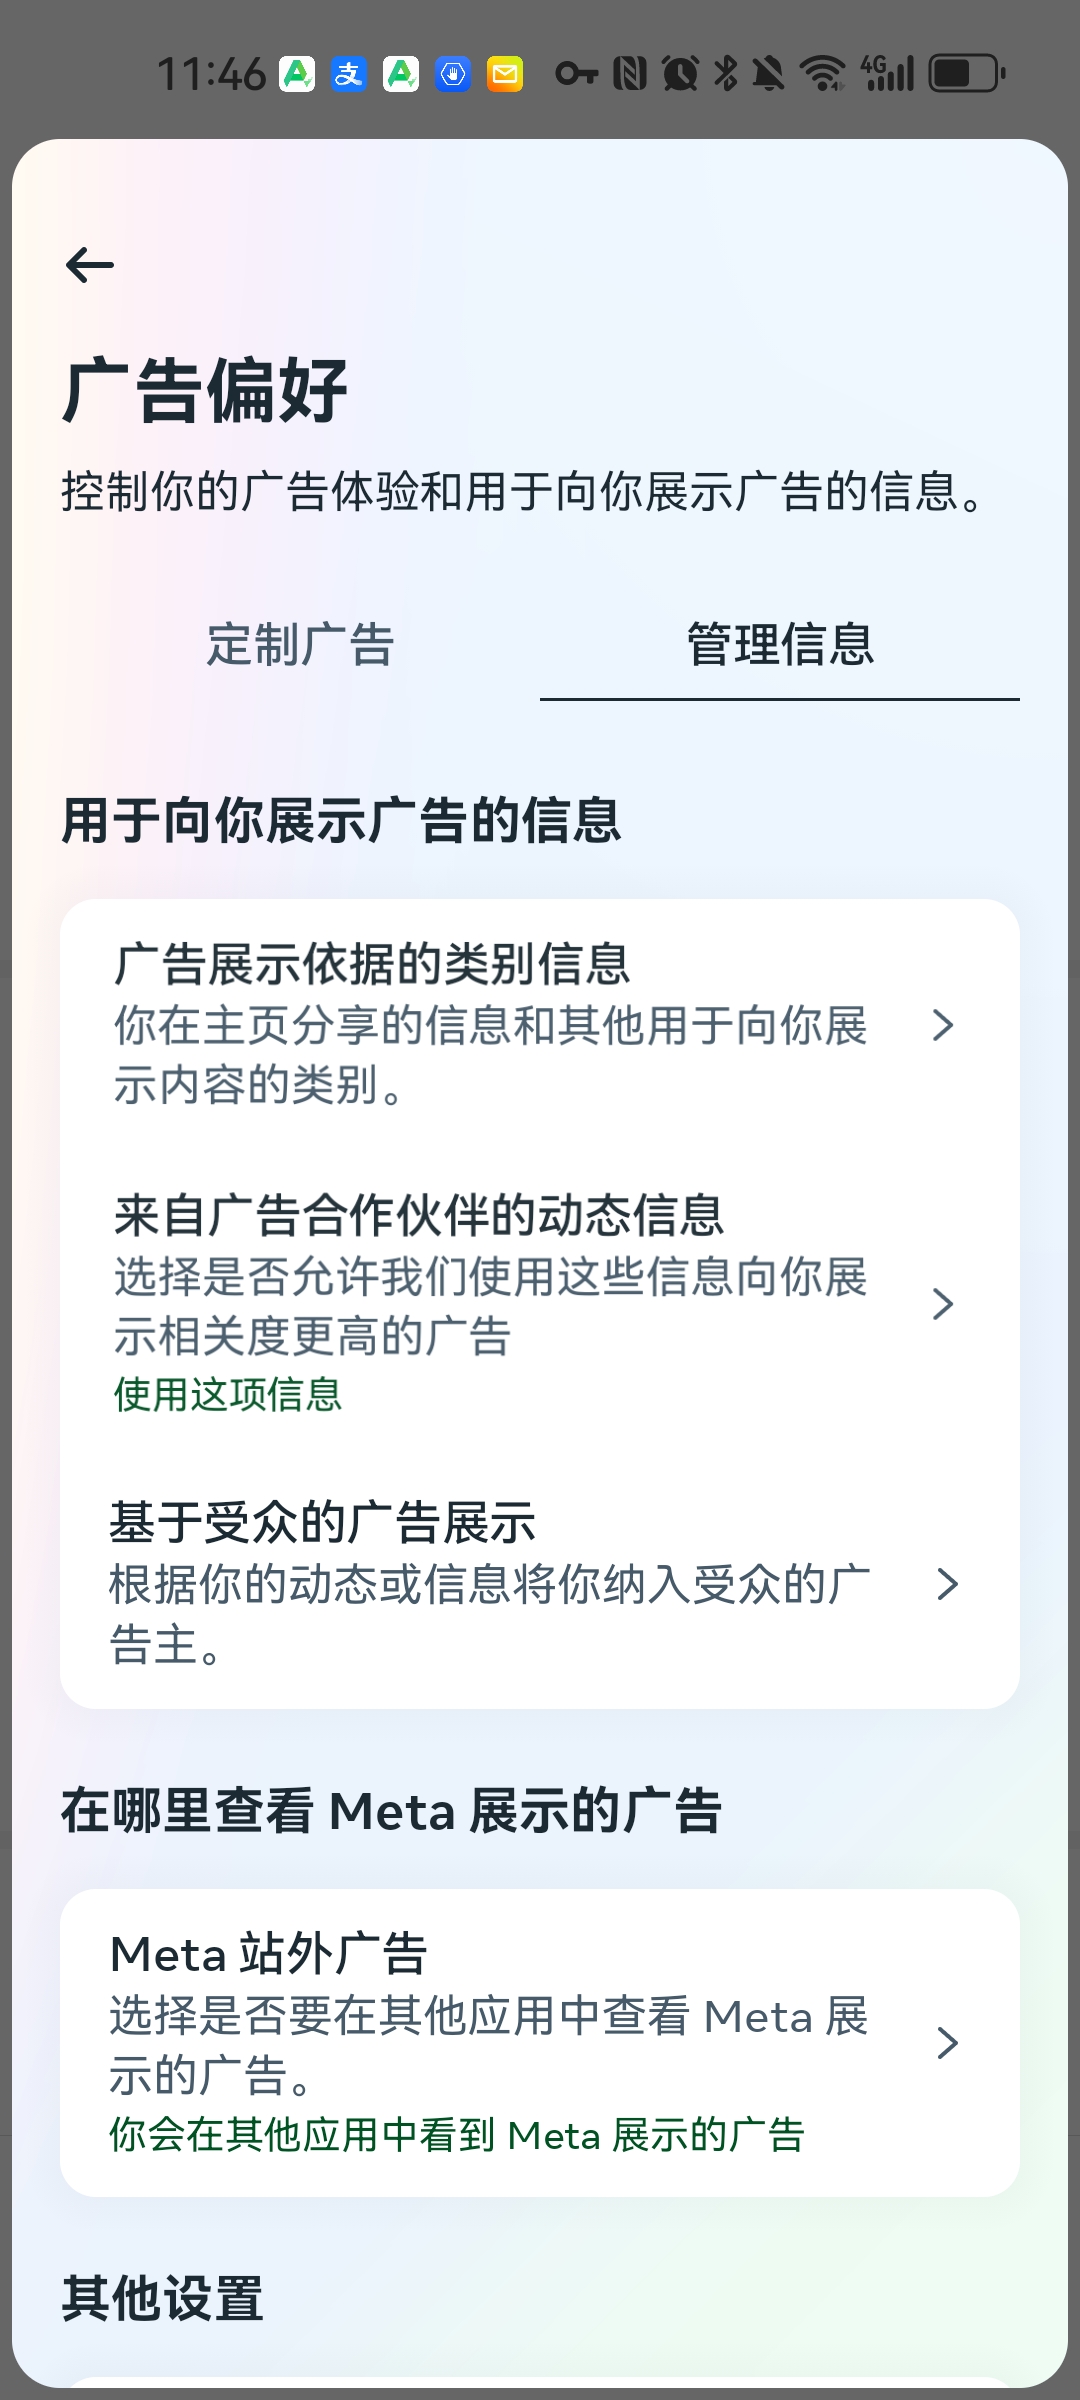 11:46
支
4G
广告偏好
控制你的广告体验和用于向你展示广告的信息。
定制广告
管理信息
用于向你展示广告的信息
广告展示依据的类别信息
你在主页分享的信息和其他用于向你展
示内容的类别。
来自广告合作伙伴的动态信息
选择是否允许我们使用这些信息向你展
示相关度更高的广告
使用这项信息
基于受众的广告展示
根据你的动态或信息将你纳入受众的广
告主。
在哪里查看 Meta 展示的广告
Meta 站外广告
选择是否要在其他应用中查看 Meta 展
示的广告。
你会在其他应用中看到 Meta 展示的广告
其他设置